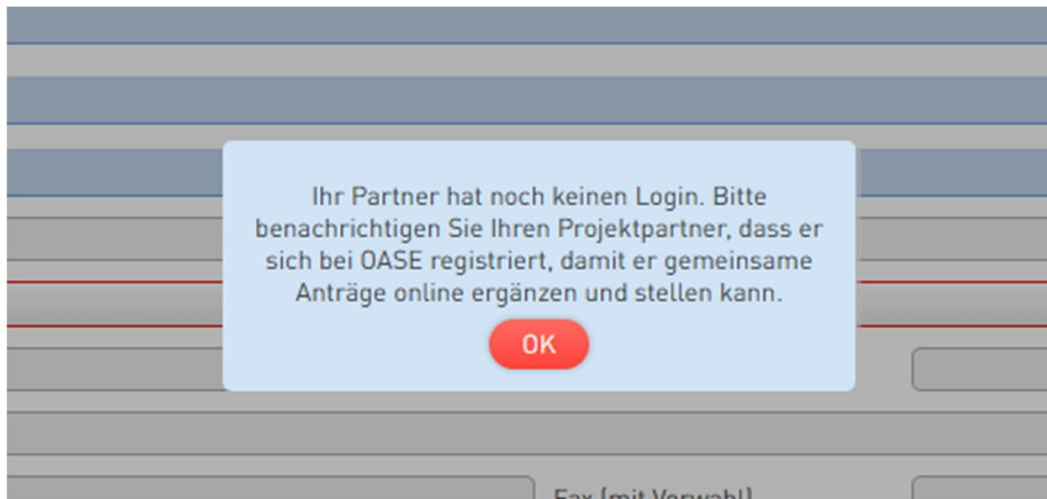 Ihr Partner hat noch keinen Login. Bitte
benachrichtigen Sie Ihren Projektpartner, dass er
sich bei OASE registriert, damit er gemeinsame
Anträge online ergänzen und stellen kann.
OK
Fax (mit Vorwahl)